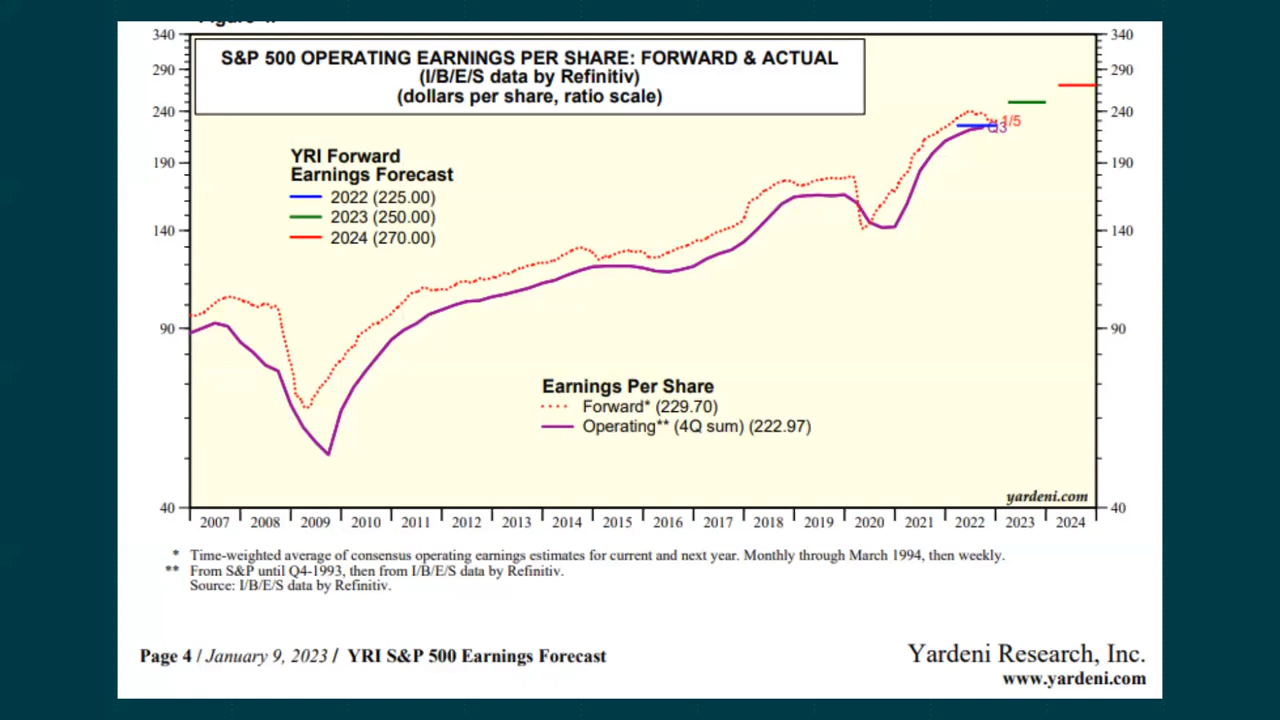 S&P 500 OPERATING EARNINGS PER SHARE: FORWARD & ACTUAL
(I/B/E/S data by Refinitiv)
(dollars per share, ratio scale)
340
290
240
190
140
90
40
340
290
240
190
140
90
40
YRI Forward
Earnings Forecast
2022 (225.00)
2023 (250.00)
2024 (270.00)
1/5
Q3
Earnings Per Share
Forward* (229.70)
Operating** (4Q sum) (222.97)
yardeni.com
2007 2008 2009 2010 2011 2012 2013 2014 2015 2016 2017 2018 2019 2020 2021 2022 2023 2024
* Time-weighted average of consensus operating earnings estimates for current and next year. Monthly through March 1994, then weekly.
** From S&P until Q4-1993, then from I/B/E/S data by Refinitiv.
Source: I/B/E/S data by Refinitiv.
Page 4 / January 9, 2023 / YRI S&P 500 Earnings Forecast
Yardeni Research, Inc.
www.yardeni.com